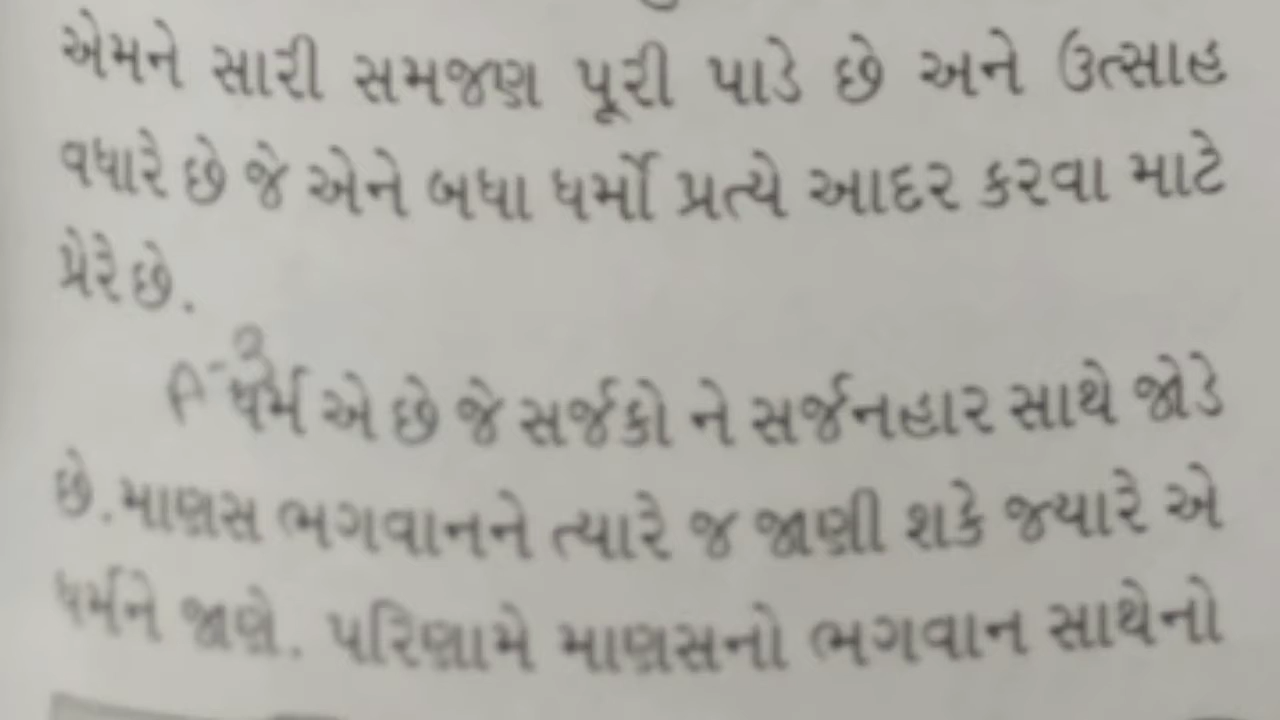 એમને સારી સમજણ પૂરી પાડે છે અને ઉત્સાહ
વધારે છે જે એને બધા ધર્મો પ્રત્યે આદર કરવા માટે
પ્રેરે છે.
ધર્મ એ છે જે સર્જકો ને સર્જનહાર સાથે જોડે
છે. માણસ ભગવાનને ત્યારે જ જાણી શકે જ્યારે એ
ધર્મને જાણે. પરિણામે માણસનો ભગવાન સાથેનો